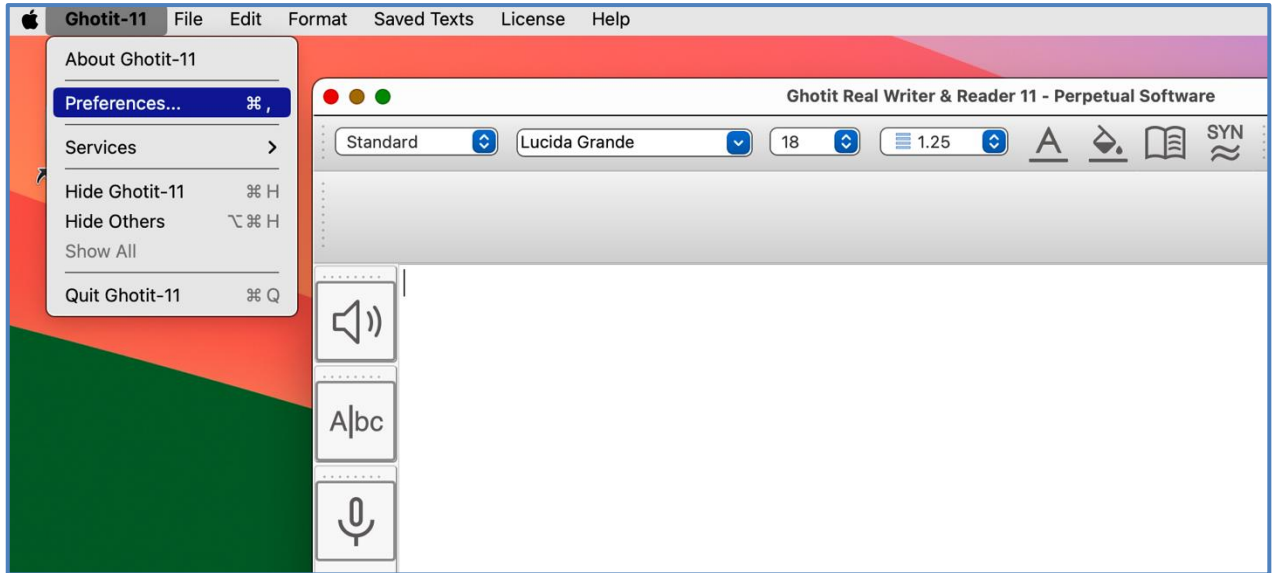 Ghotit-11 File Edit Format Saved Texts License Help
About Ghotit-11
Preferences... ⌘ ,
Services >
Hide Ghotit-11 ⌘ H
Hide Others ⌥ ⌘ H
Show All
Quit Ghotit-11 ⌘ Q
Ghotit Real Writer & Reader 11 - Perpetual Software
Standard Lucida Grande 18 1.25 A SYN
A|bc